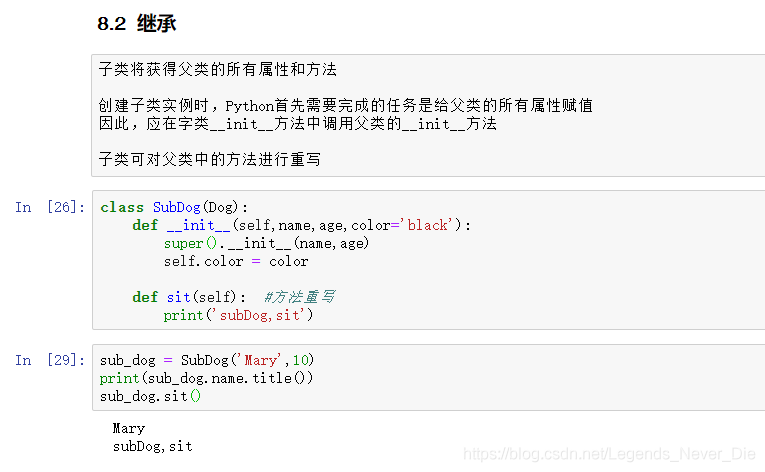 8.2 继承
子类将获得父类的所有属性和方法
创建子类实例时，Python首先需要完成的任务是给父类的所有属性赋值
因此，应在字类__init__方法中调用父类的__init__方法
子类可对父类中的方法进行重写
In [26]:
class SubDog(Dog):
    def __init__(self,name,age,color='black'):
        super().__init__(name,age)
        self.color = color
    def sit(self):  #方法重写
        print('subDog,sit')
In [29]:
sub_dog = SubDog('Mary',10)
print(sub_dog.name.title())
sub_dog.sit()
Mary
subDog,sit
https://blog.csdn.net/Legends_Never_Die